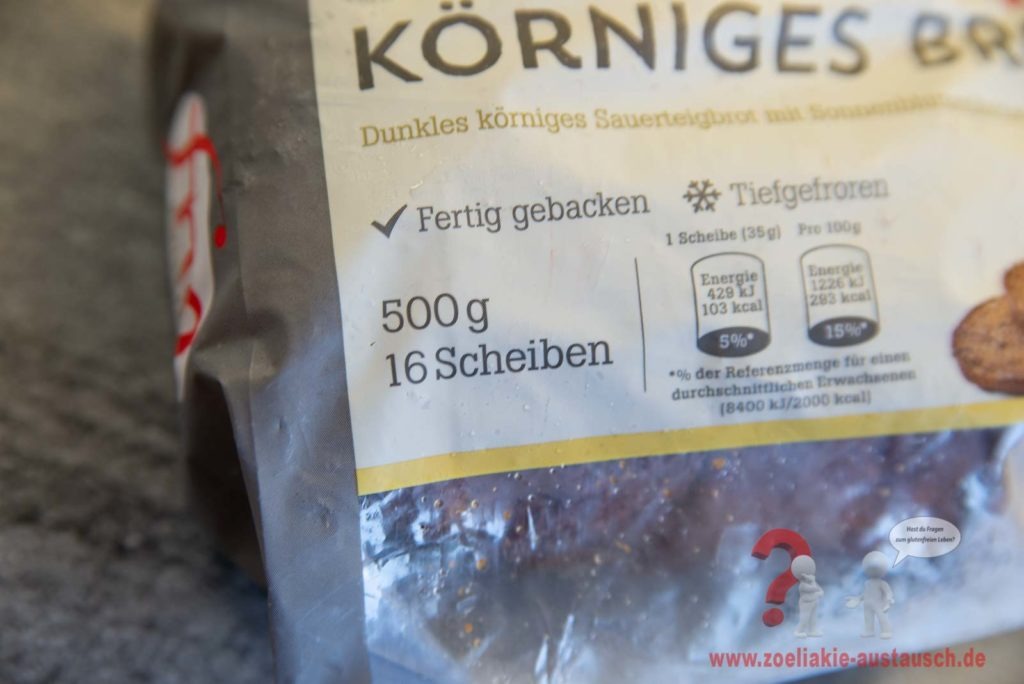 KÖRNIGES
Dunkles körniges Sauerteigbrot mit
Fertig gebacken
Tiefgefroren
1 Scheibe (35g) Pro 100g
Energie
429 kJ
103 kcal
5%*
Energie
1226 kJ
293 kcal
15%*
500 g
16 Scheiben
*% der Referenzmenge für einen
durchschnittlichen Erwachsenen
(8400 kJ/2000 kcal)
Hast du Fragen
zum glutenfreien Leben?
www.zoeliakie-austausch.de